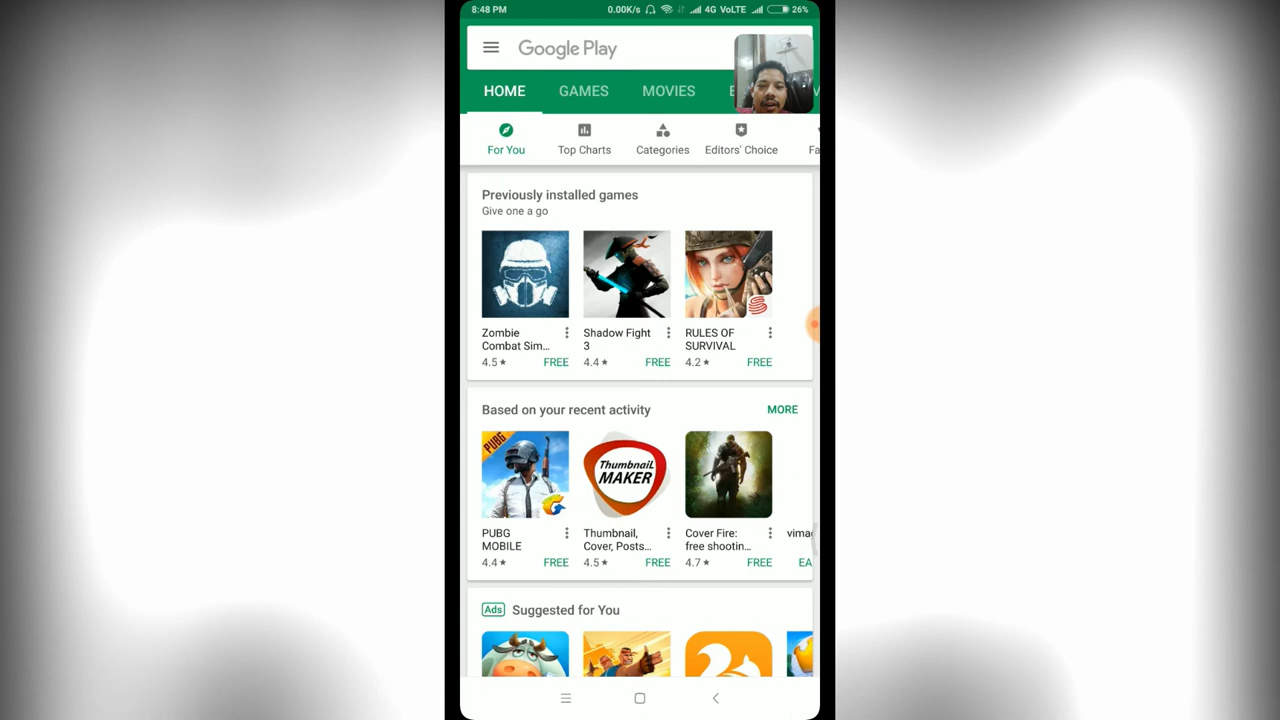 8:48 PM 0.00K/s 4G VoLTE 26%
Google Play
HOME GAMES MOVIES
For You Top Charts Categories Editors' Choice Fa
Previously installed games
Give one a go
Zombie
Combat Sim...
4.5★ FREE
Shadow Fight
3
4.4★ FREE
RULES OF
SURVIVAL
4.2★ FREE
Based on your recent activity MORE
PUBG
Thumbnail
MAKER
PUBG
MOBILE
4.4★ FREE
Thumbnail,
Cover, Posts...
4.5★ FREE
Cover Fire:
free shootin...
4.7★ FREE
vima
EA
Ads Suggested for You